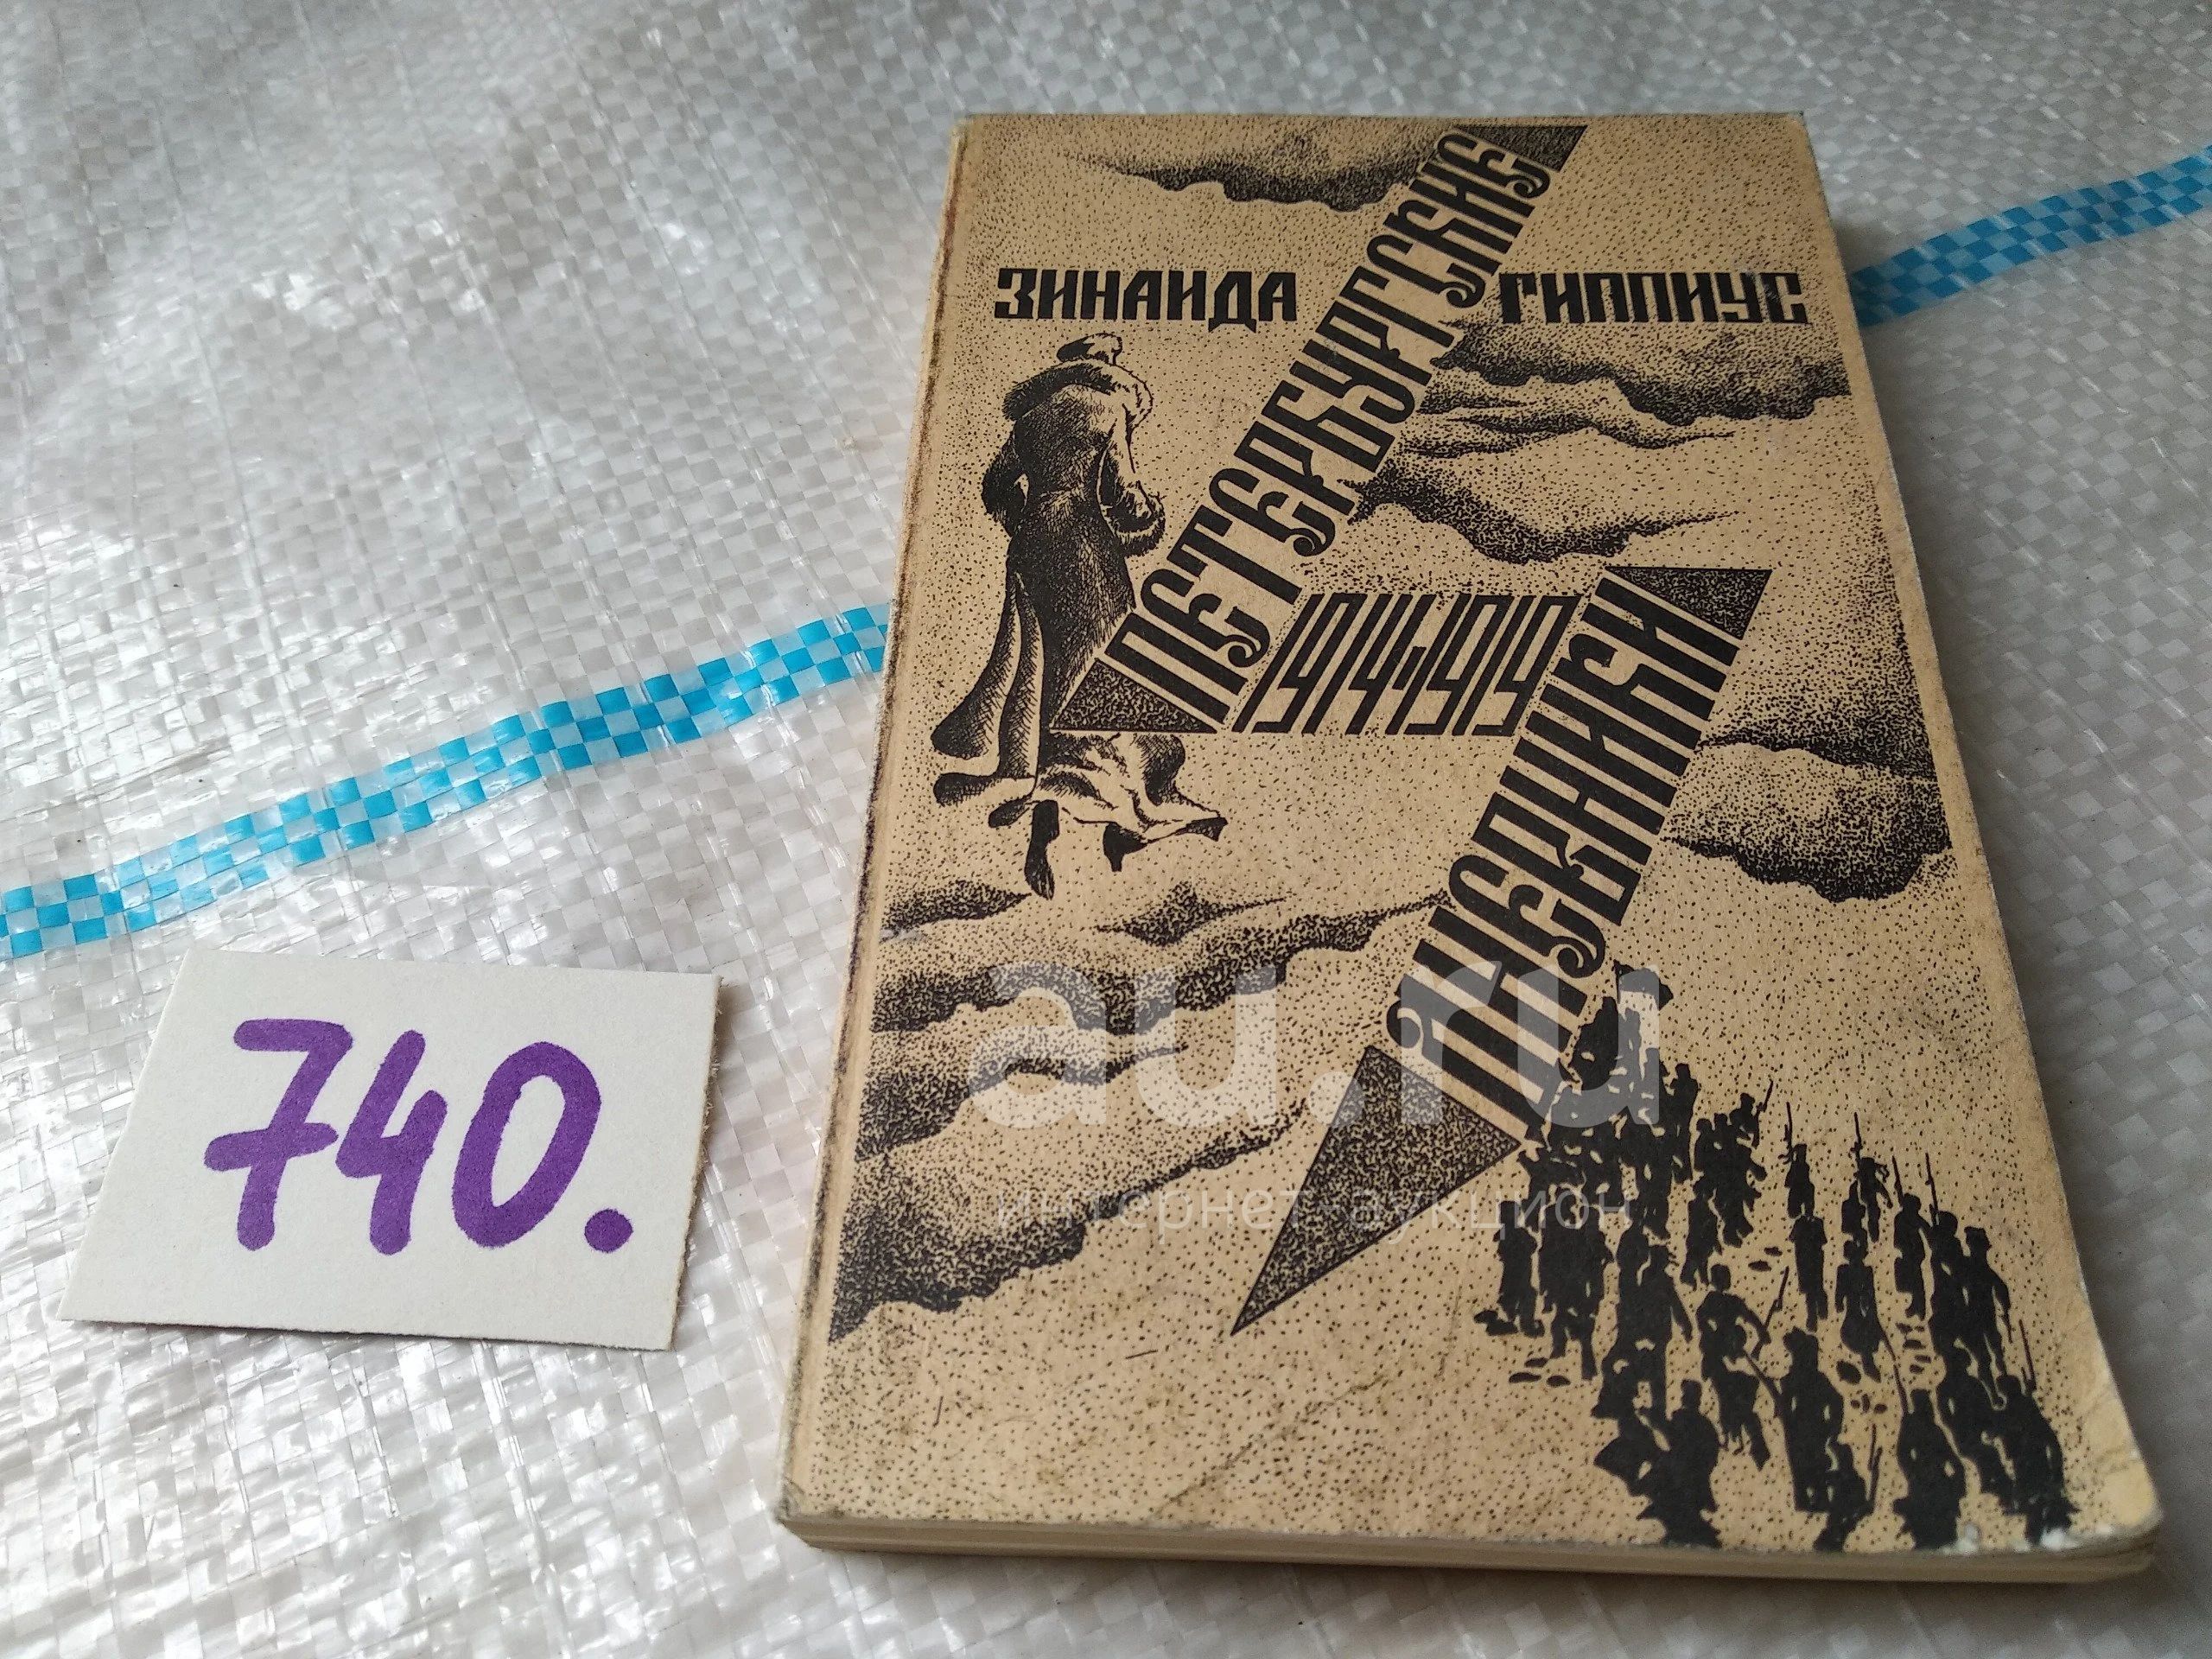 ЗИНАИДА ГИППИУС
ПЕТЕРБУРГСКИЕ
1914-1919
ДНЕВНИКИ
740.
au.ru
интернет-аукцион